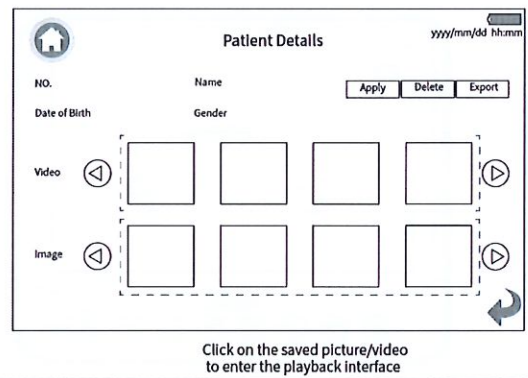 Patient Details
yyyy/mm/dd hh:mm
NO.
Name
Apply
Delete
Export
Date of Birth
Gender
Video
Image
Click on the saved picture/video
to enter the playback interface